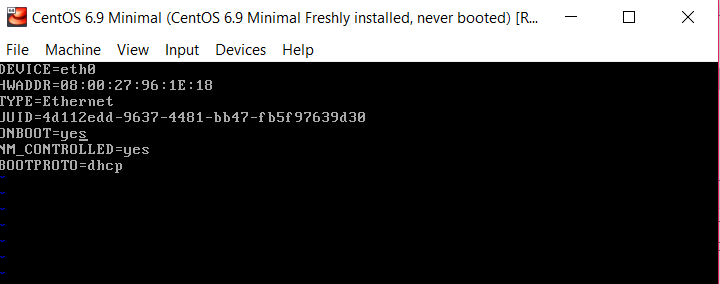 CentOS 6.9 Minimal (CentOS 6.9 Minimal Freshly installed, never booted) [R...
File Machine View Input Devices Help
DEVICE=eth0
HWADDR=08:00:27:96:1E:18
TYPE=Ethernet
UUID=4d112edd-9637-4481-bb47-fb5f97639d30
ONBOOT=yes
NM_CONTROLLED=yes
BOOTPROTO=dhcp
~
~
~
~
~
~
~